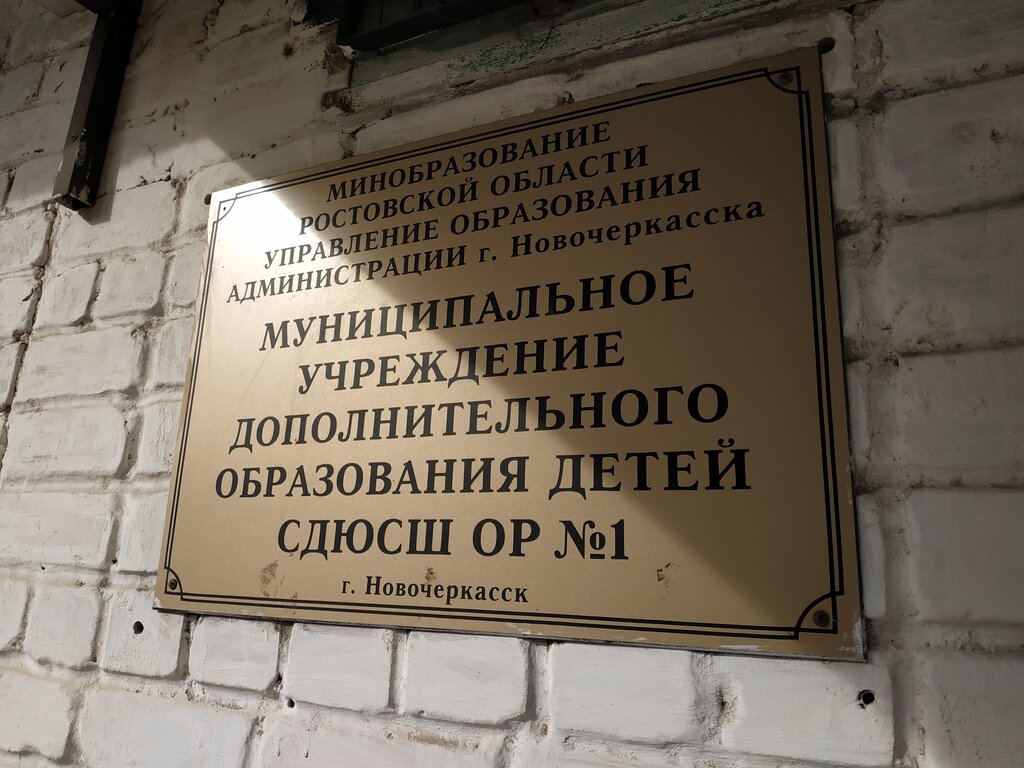 МИНОБРАЗОВАНИЕ
РОСТОВСКОЙ ОБЛАСТИ
УПРАВЛЕНИЕ ОБРАЗОВАНИЯ
АДМИНИСТРАЦИИ г. Новочеркасска
МУНИЦИПАЛЬНОЕ
УЧРЕЖДЕНИЕ
ДОПОЛНИТЕЛЬНОГО
ОБРАЗОВАНИЯ ДЕТЕЙ
СДЮСШ ОР №1
г. Новочеркасск